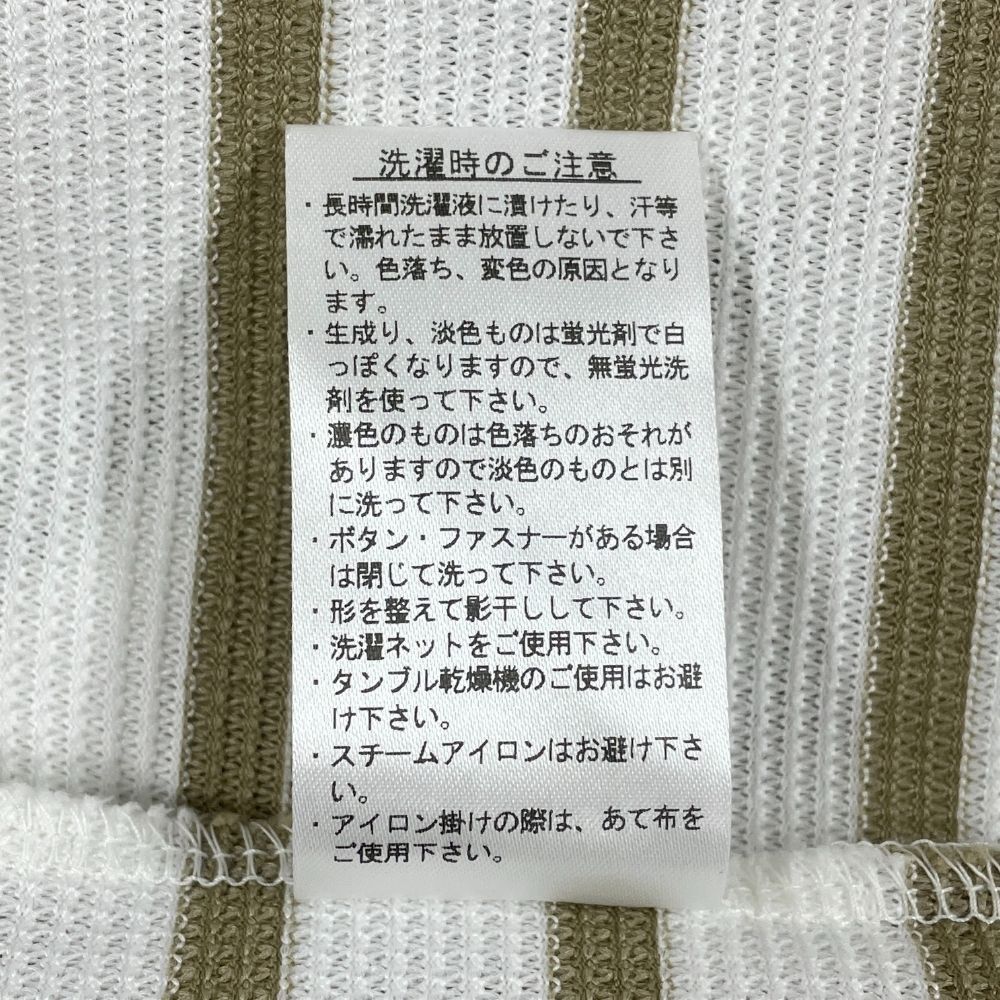 洗濯時のご注意
・長時間洗濯液に漬けたり、汗等
で濡れたまま放置しないで下さ
い。色落ち、変色の原因となり
ます。
・生成り、淡色ものは蛍光剤で白
っぽくなりますので、無蛍光洗
剤を使って下さい。
・濃色のものは色落ちのおそれが
ありますので淡色のものとは別
に洗って下さい。
・ボタン・ファスナーがある場合
は閉じて洗って下さい。
・形を整えて影干しして下さい。
・洗濯ネットをご使用下さい。
・タンブル乾燥機のご使用はお避
け下さい。
・スチームアイロンはお避け下さ
い。
・アイロン掛けの際は、あて布を
ご使用下さい。